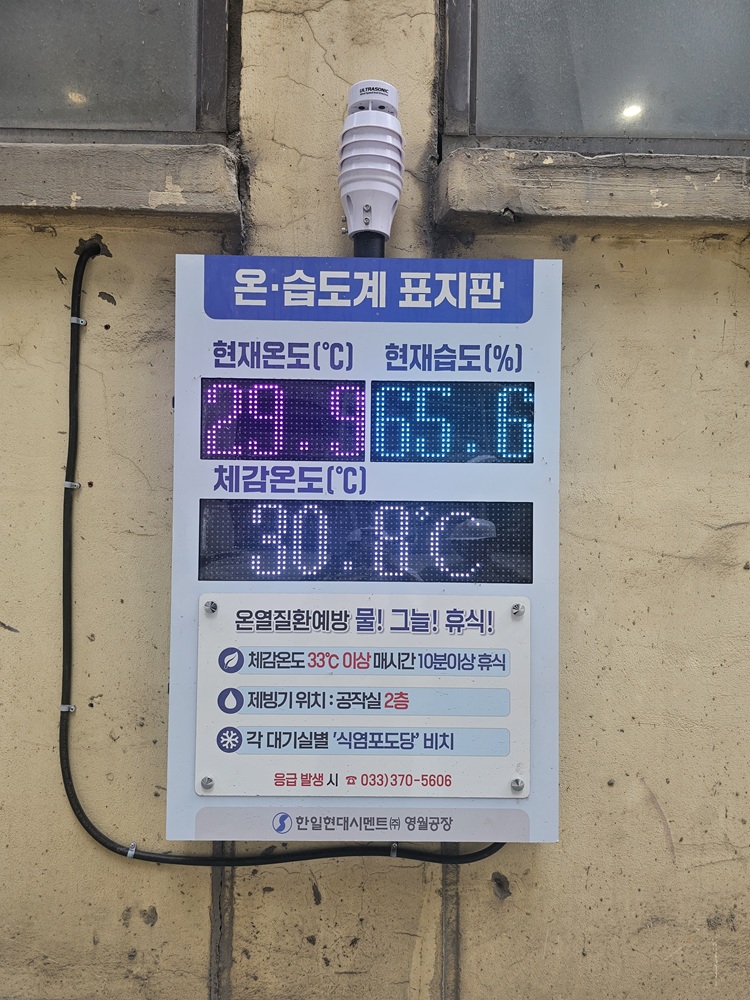 ULTRASONIC
온·습도계 표지판
현재온도(℃) 현재습도(%)
29.9 65.6
체감온도(℃)
30.8℃
온열질환예방 물! 그늘! 휴식!
체감온도 33℃ 이상 매시간 10분이상 휴식
제빙기 위치 : 공작실 2층
각 대기실별 '식염포도당' 비치
응급 발생 시 ☎ 033)370-5606
한일현대시멘트㈜ 영월공장